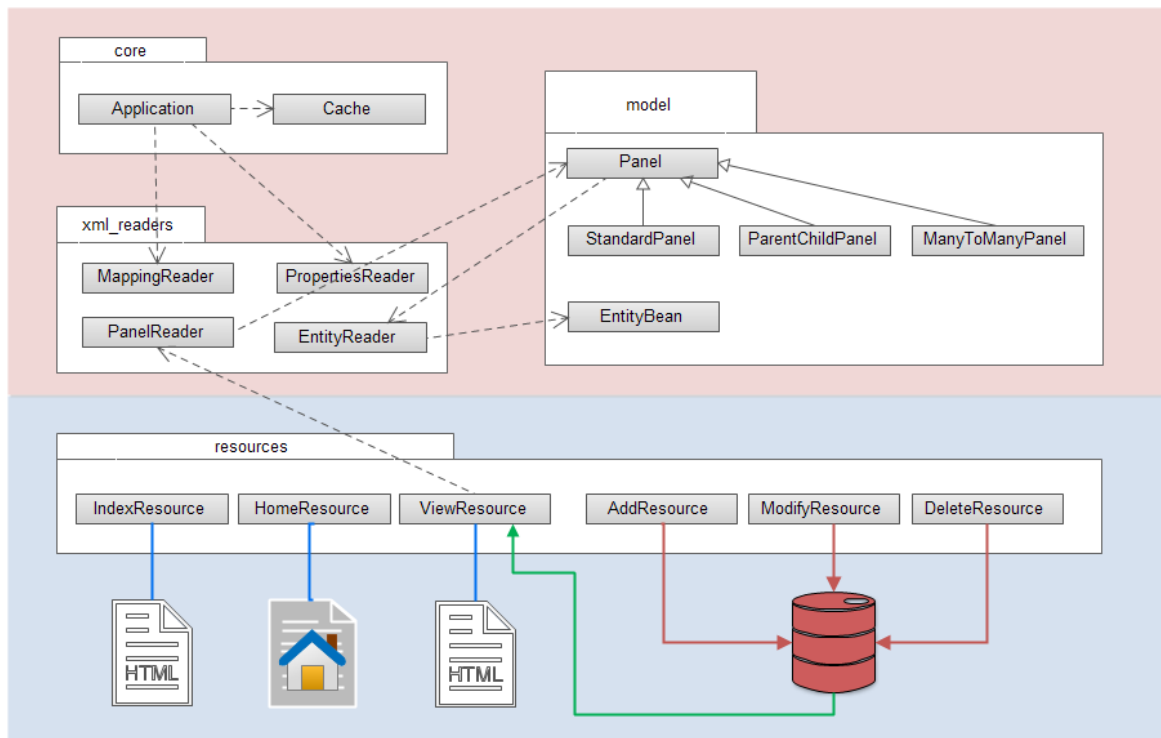 core
Application
Cache
model
Panel
StandardPanel
ParentChildPanel
ManyToManyPanel
EntityBean
xml_readers
MappingReader
PropertiesReader
PanelReader
EntityReader
resources
IndexResource
HomeResource
ViewResource
AddResource
ModifyResource
DeleteResource
HTML
HTML